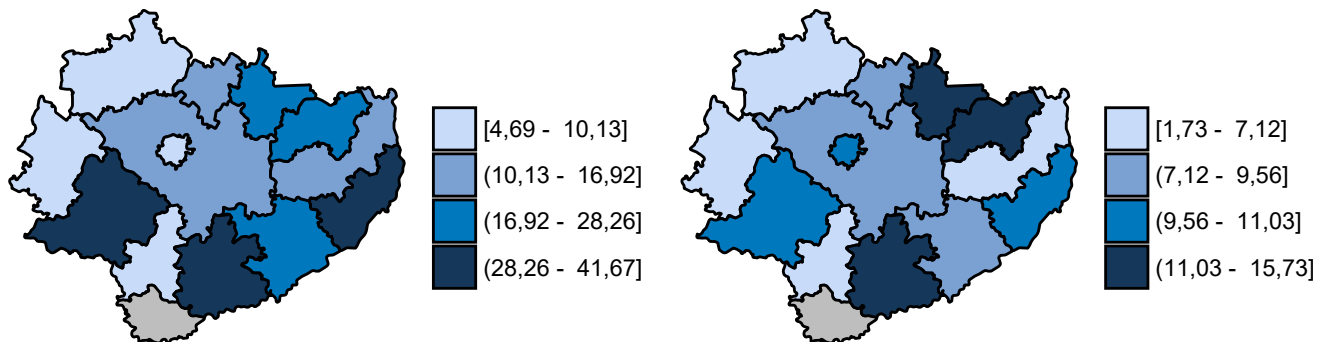 [4,69 - 10,13]
(10,13 - 16,92]
(16,92 - 28,26]
(28,26 - 41,67]
[1,73 - 7,12]
(7,12 - 9,56]
(9,56 - 11,03]
(11,03 - 15,73]